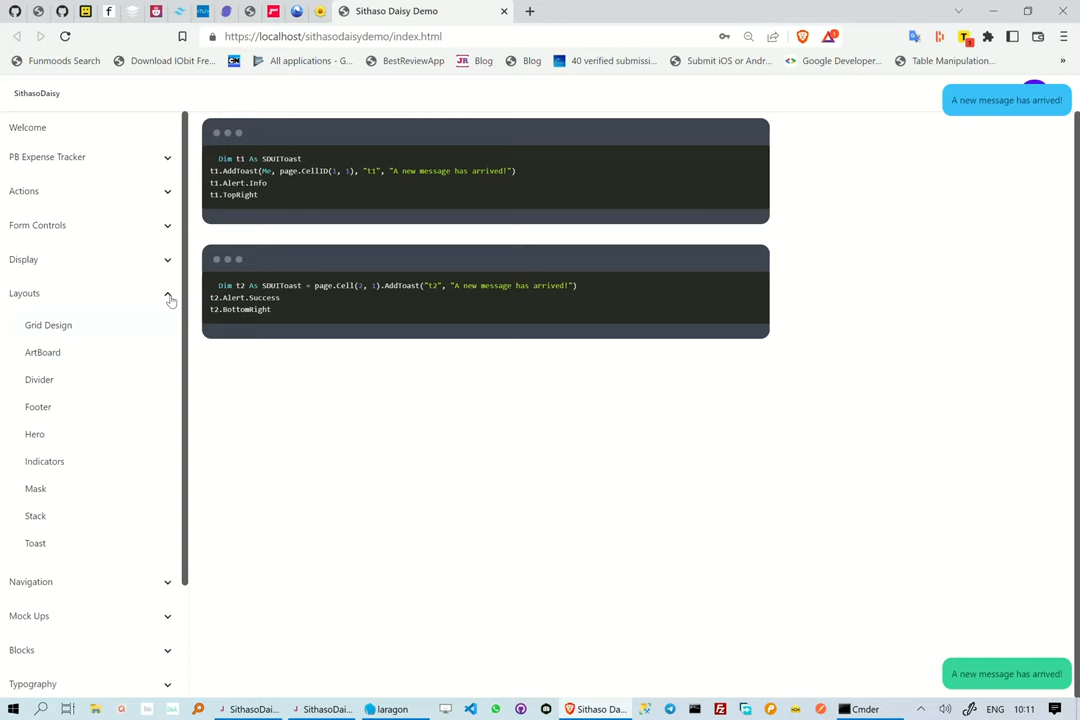 Sithaso Daisy Demo
https://localhost/sithasodaisydemo/index.html
Funmoods Search
Download IObit Fre...
All applications - G...
BestReviewApp
JR Blog
Blog
40 verified submissi...
Submit iOS or Andr...
Google Developer...
Table Manipulation...
»
SithasoDaisy
A new message has arrived!
Welcome
PB Expense Tracker
Actions
Form Controls
Display
Layouts
Grid Design
ArtBoard
Divider
Footer
Hero
Indicators
Mask
Stack
Toast
Navigation
Mock Ups
Blocks
Typography
Dim t1 As SDUIToast
t1.AddToast(Me, page.CellID(1, 1), "t1", "A new message has arrived!")
t1.Alert.Info
t1.TopRight
Dim t2 As SDUIToast = page.Cell(2, 1).AddToast("t2", "A new message has arrived!")
t2.Alert.Success
t2.BottomRight
A new message has arrived!
SithasoDai...
SithasoDai...
laragon
Sithaso Da...
Cmder
ENG
10:11